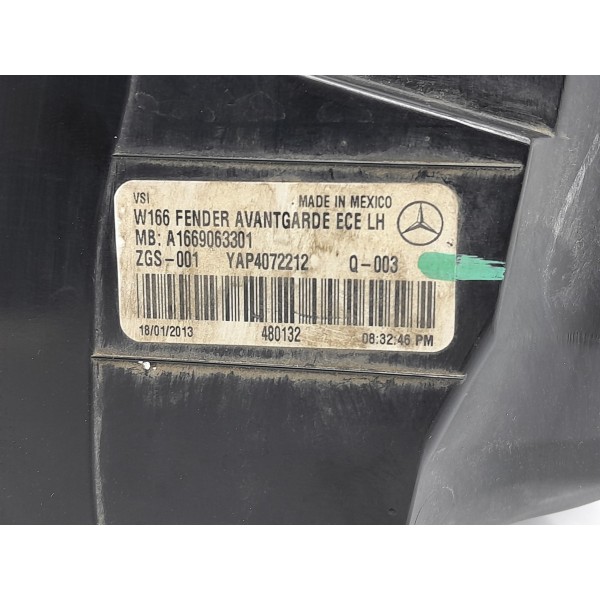 VSI MADE IN MEXICO
W166 FENDER AVANTGARDE ECE LH
MB: A1669063301
ZGS-001 YAP4072212 Q-003
18/01/2013 480132 08:32:46 PM